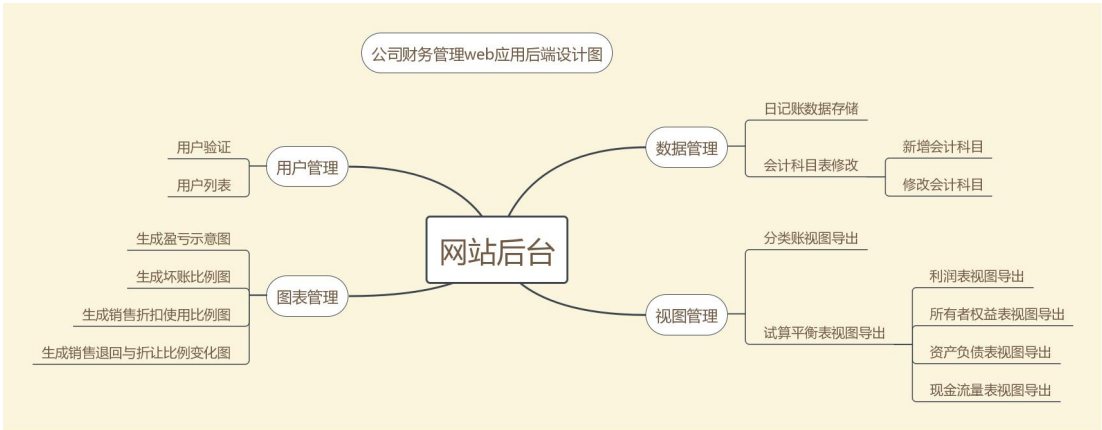 公司财务管理web应用后端设计图
网站后台
用户管理
用户验证
用户列表
图表管理
生成盈亏示意图
生成坏账比例图
生成销售折扣使用比例图
生成销售退回与折让比例变化图
数据管理
日记账数据存储
会计科目表修改
新增会计科目
修改会计科目
视图管理
分类账视图导出
试算平衡表视图导出
利润表视图导出
所有者权益表视图导出
资产负债表视图导出
现金流量表视图导出